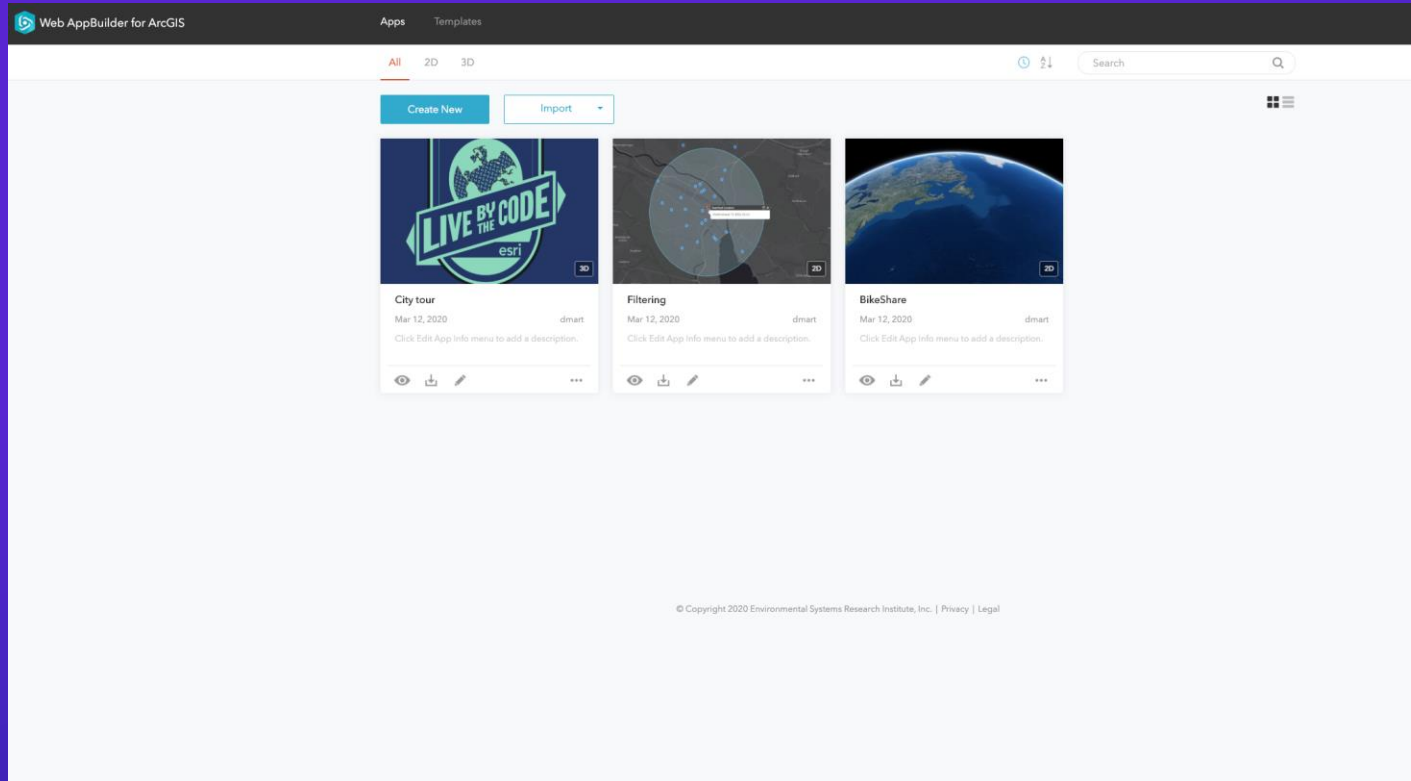 Web AppBuilder for ArcGIS
Apps Templates
All 2D 3D
Search
Create New Import
LIVE BY THE CODE
esri
3D
2D
2D
City tour
Mar 12, 2020 dmart
Click Edit App Info menu to add a description.
Filtering
Mar 12, 2020 dmart
Click Edit App Info menu to add a description.
BikeShare
Mar 12, 2020 dmart
Click Edit App Info menu to add a description.
© Copyright 2020 Environmental Systems Research Institute, Inc. | Privacy | Legal